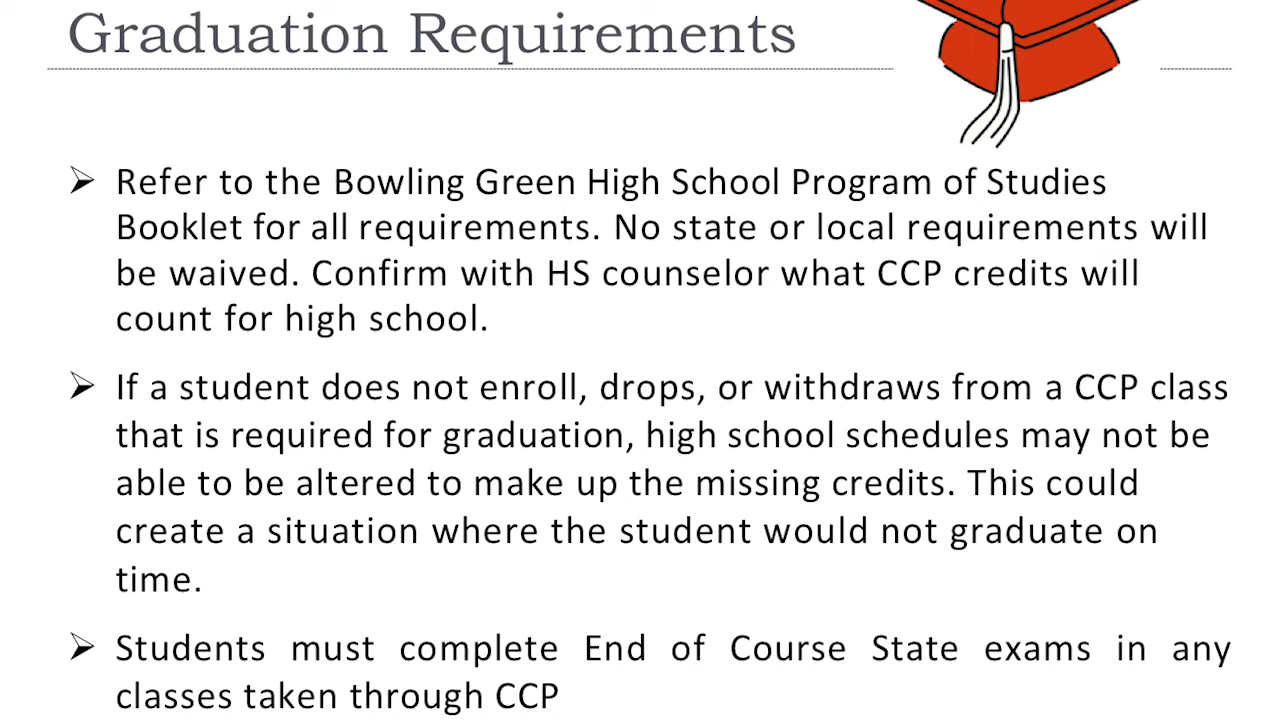 Graduation Requirements
➢ Refer to the Bowling Green High School Program of Studies
Booklet for all requirements. No state or local requirements will
be waived. Confirm with HS counselor what CCP credits will
count for high school.
➢ If a student does not enroll, drops, or withdraws from a CCP class
that is required for graduation, high school schedules may not be
able to be altered to make up the missing credits. This could
create a situation where the student would not graduate on
time.
➢ Students must complete End of Course State exams in any
classes taken through CCP